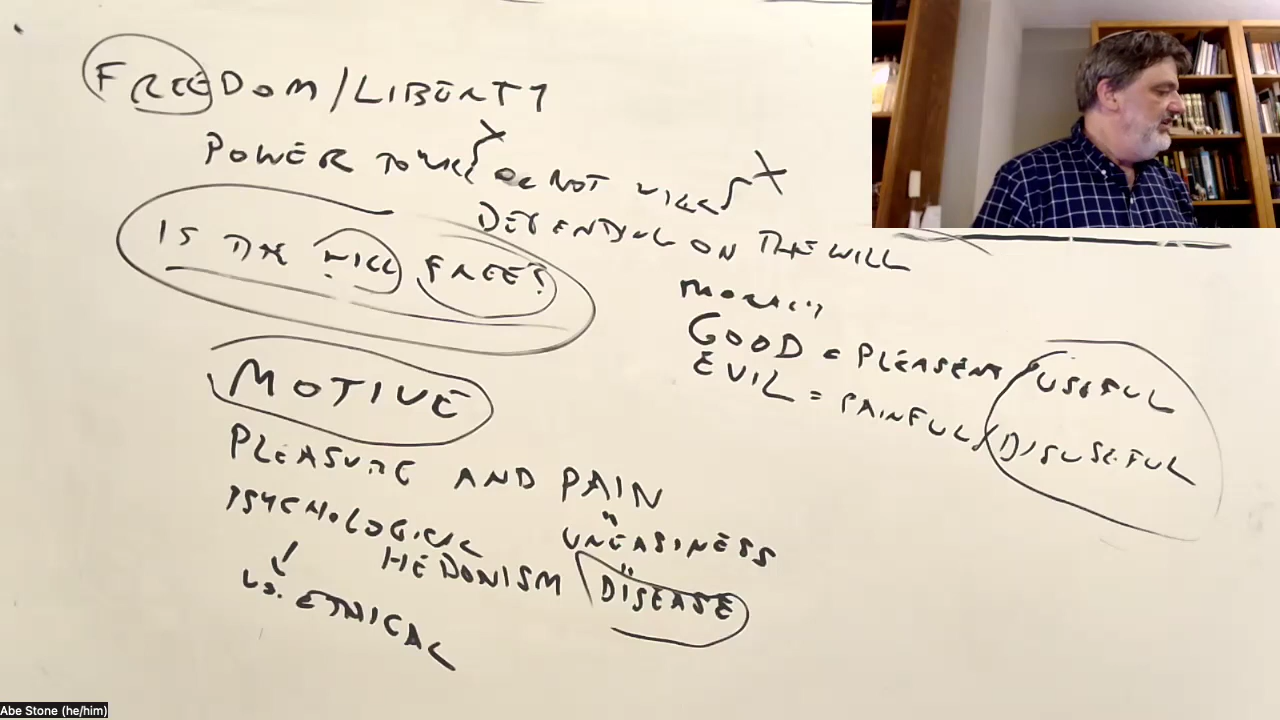 FREEDOM/LIBERTY
POWER TO WILL X OR NOT WILL X
DEPENDING ON THE WILL
IS THE WILL FREE?
MORALLY
GOOD = PLEASENT/USEFUL
EVIL = PAINFUL/DISUSEFUL
MOTIVE
PLEASURE AND PAIN
" UNEASINESS
" DISEASE
PSYCHOLOGICAL HEDONISM
VS. ETHICAL
Abe Stone (he/him)